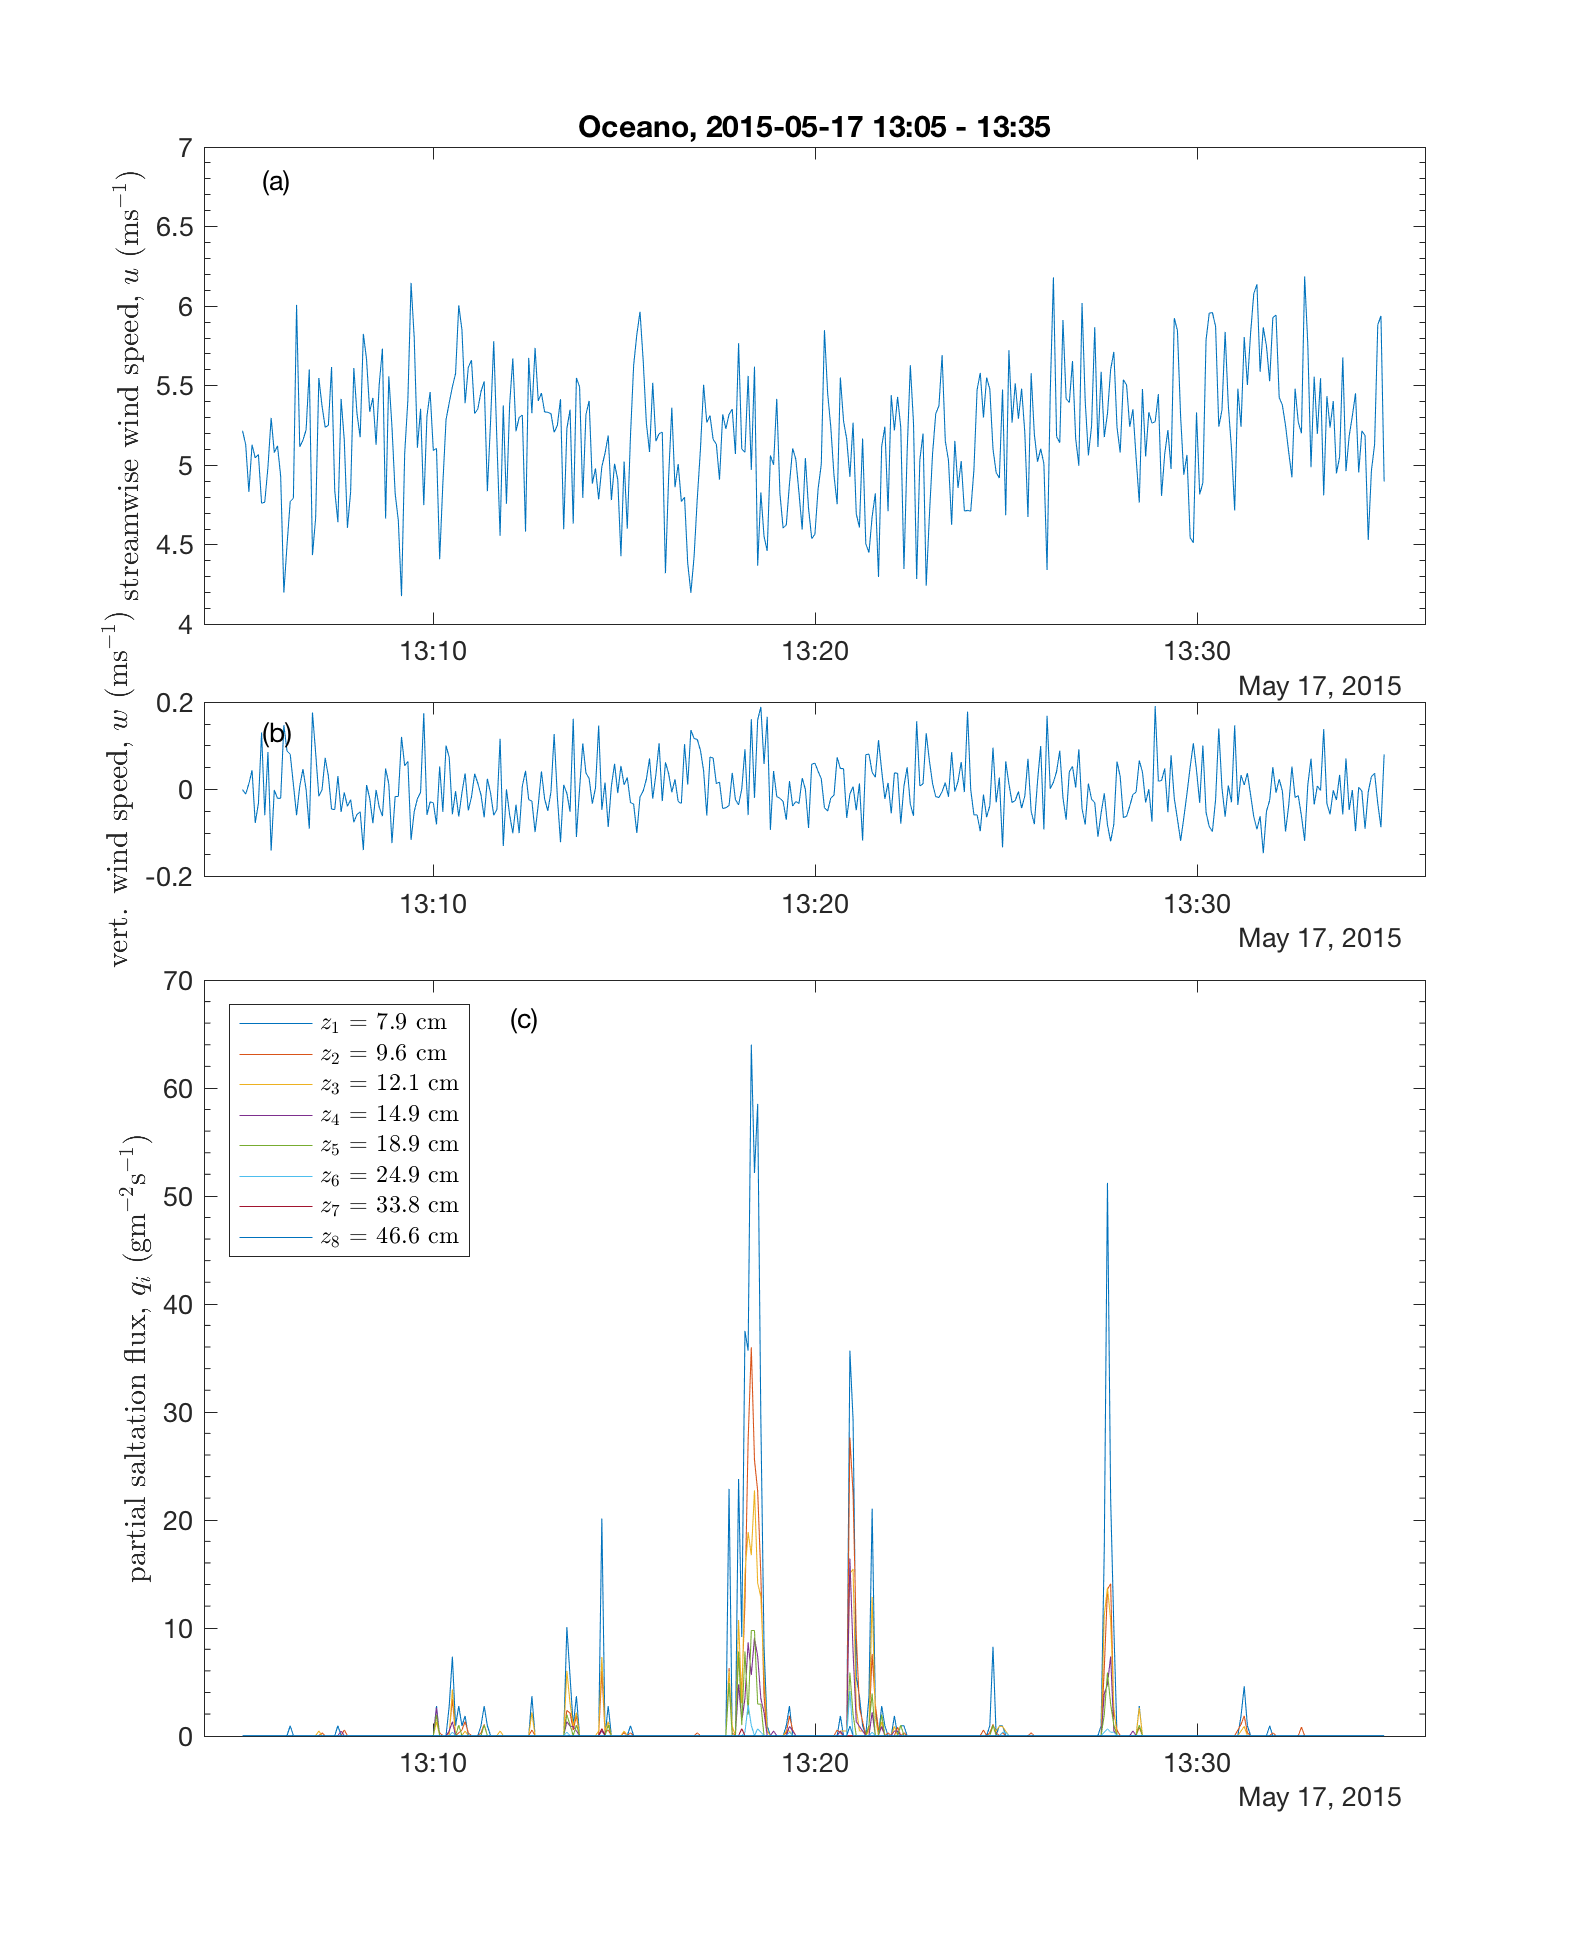 Oceano, 2015-05-17 13:05 - 13:35
(a)
streamwise wind speed, u (ms⁻¹)
7
6.5
6
5.5
5
4.5
4
13:10 13:20 13:30
May 17, 2015
(b)
vert. wind speed, w (ms⁻¹)
0.2
0
-0.2
13:10 13:20 13:30
May 17, 2015
(c)
partial saltation flux, qᵢ (gm⁻²s⁻¹)
70
60
50
40
30
20
10
0
z₁ = 7.9 cm
z₂ = 9.6 cm
z₃ = 12.1 cm
z₄ = 14.9 cm
z₅ = 18.9 cm
z₆ = 24.9 cm
z₇ = 33.8 cm
z₈ = 46.6 cm
13:10 13:20 13:30
May 17, 2015